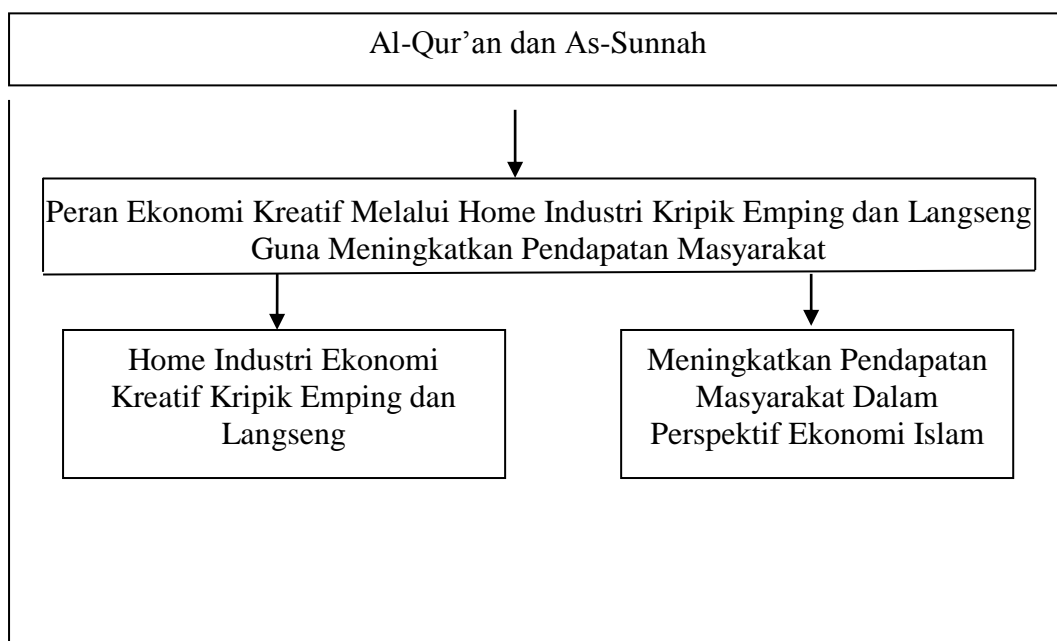 Al-Qur’an dan As-Sunnah
Peran Ekonomi Kreatif Melalui Home Industri Kripik Emping dan Langseng
Guna Meningkatkan Pendapatan Masyarakat
Home Industri Ekonomi
Kreatif Kripik Emping dan
Langseng
Meningkatkan Pendapatan
Masyarakat Dalam
Perspektif Ekonomi Islam